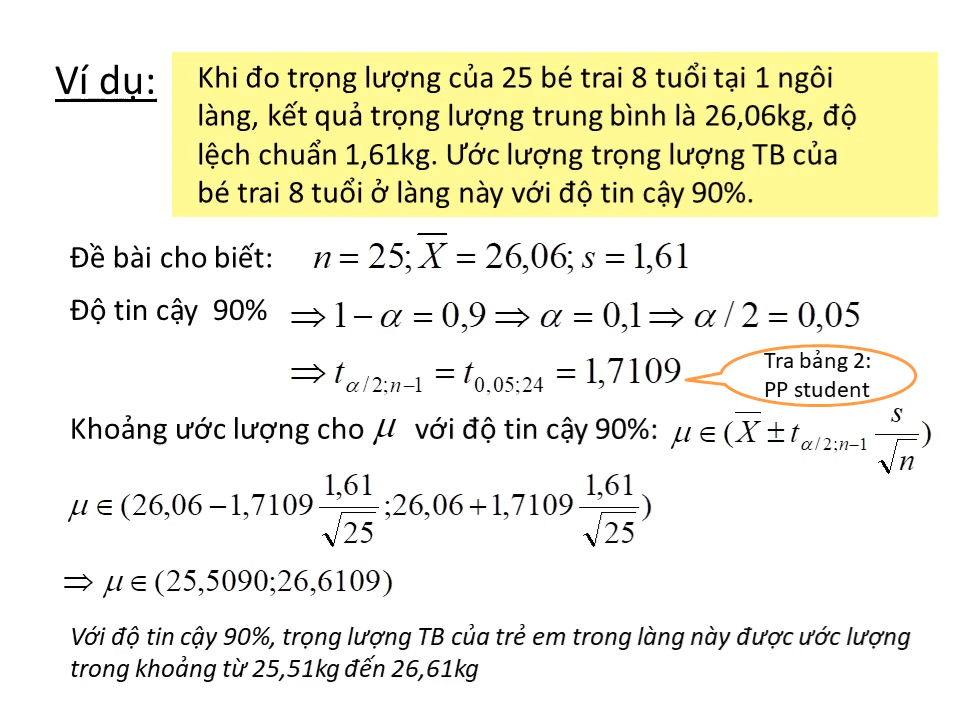 Ví dụ:
Khi đo trọng lượng của 25 bé trai 8 tuổi tại 1 ngôi
làng, kết quả trọng lượng trung bình là 26,06kg, độ
lệch chuẩn 1,61kg. Ước lượng trọng lượng TB của
bé trai 8 tuổi ở làng này với độ tin cậy 90%.
Đề bài cho biết: n = 25; X̅ = 26,06; s = 1,61
Độ tin cậy 90% ⇒ 1 − α = 0,9 ⇒ α = 0,1 ⇒ α / 2 = 0,05
⇒ t_{α/2;n−1} = t_{0,05;24} = 1,7109
Tra bảng 2:
PP student
Khoảng ước lượng cho μ với độ tin cậy 90%: μ ∈ (X̅ ± t_{α/2;n−1} s/√n)
μ ∈ (26,06 − 1,7109 1,61/√25 ; 26,06 + 1,7109 1,61/√25)
⇒ μ ∈ (25,5090;26,6109)
Với độ tin cậy 90%, trọng lượng TB của trẻ em trong làng này được ước lượng
trong khoảng từ 25,51kg đến 26,61kg